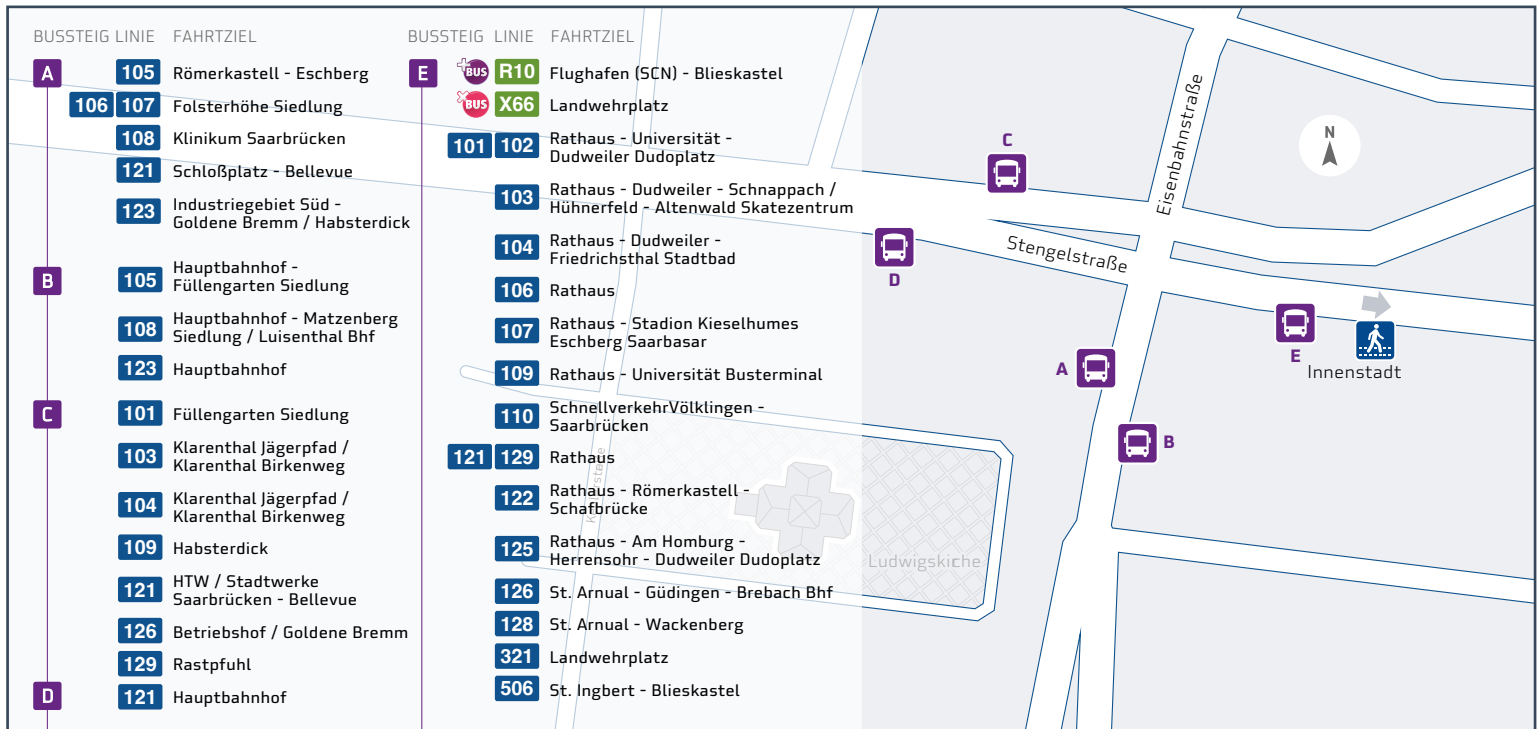 BUSSTEIG LINIE FAHRTZIEL
A
105 Römerkastell - Eschberg
106 107 Folsterhöhe Siedlung
108 Klinikum Saarbrücken
121 Schloßplatz - Bellevue
123 Industriegebiet Süd -
Goldene Bremm / Habsterdick
B
105 Hauptbahnhof -
Füllengarten Siedlung
108 Hauptbahnhof - Matzenberg
Siedlung / Luisenthal Bhf
123 Hauptbahnhof
C
101 Füllengarten Siedlung
103 Klarenthal Jägerpfad /
Klarenthal Birkenweg
104 Klarenthal Jägerpfad /
Klarenthal Birkenweg
109 Habsterdick
121 HTW / Stadtwerke
Saarbrücken - Bellevue
126 Betriebshof / Goldene Bremm
129 Rastpfuhl
D
121 Hauptbahnhof
BUSSTEIG LINIE FAHRTZIEL
E
+BUS R10 Flughafen (SCN) - Blieskastel
xBUS X66 Landwehrplatz
101 102 Rathaus - Universität -
Dudweiler Dudoplatz
103 Rathaus - Dudweiler - Schnappach /
Hühnerfeld - Altenwald Skatezentrum
104 Rathaus - Dudweiler -
Friedrichsthal Stadtbad
106 Rathaus
107 Rathaus - Stadion Kieselhumes
Eschberg Saarbasar
109 Rathaus - Universität Busterminal
110 SchnellverkehrVölklingen -
Saarbrücken
121 129 Rathaus
122 Rathaus - Römerkastell -
Schafbrücke
125 Rathaus - Am Homburg -
Herrensohr - Dudweiler Dudoplatz
126 St. Arnual - Güdingen - Brebach Bhf
128 St. Arnual - Wackenberg
321 Landwehrplatz
506 St. Ingbert - Blieskastel
C
D
Stengelstraße
Eisenbahnstraße
N
A
B
E
Innenstadt
Ludwigskirche